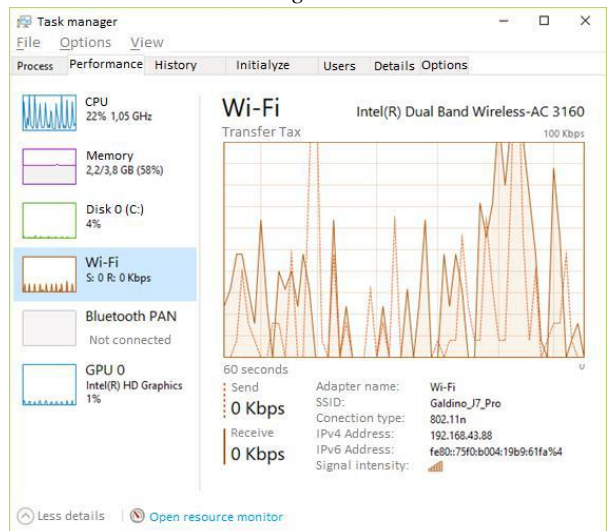 Task manager
File Options View
Process Performance History Initialyze Users Details Options
CPU
22% 1,05 GHz
Memory
2,2/3,8 GB (58%)
Disk 0 (C:)
4%
Wi-Fi
S: 0 R: 0 Kbps
Bluetooth PAN
Not connected
GPU 0
Intel(R) HD Graphics
1%
Wi-Fi Intel(R) Dual Band Wireless-AC 3160
Transfer Tax 100 Kbps
60 seconds 0
Send
0 Kbps
Receive
0 Kbps
Adapter name: Wi-Fi
SSID: Galdino_J7_Pro
Conection type: 802.11n
IPv4 Address: 192.168.43.88
IPv6 Address: fe80::75f0:b004:19b9:61fa%4
Signal intensity:
Less details Open resource monitor